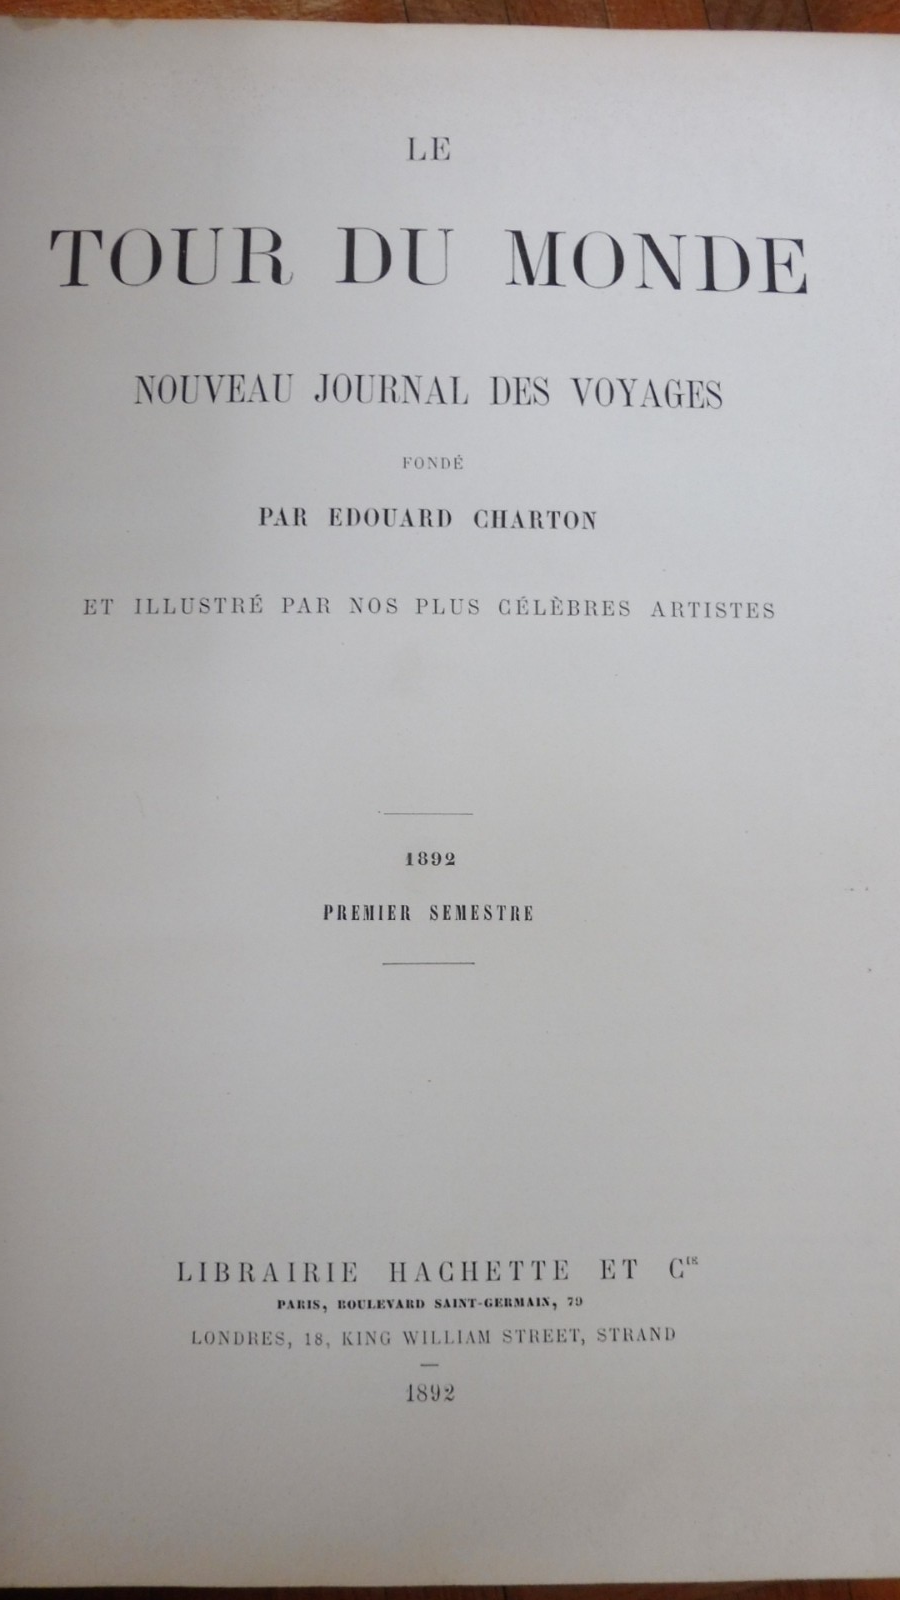 LE
TOUR DU MONDE
NOUVEAU JOURNAL DES VOYAGES
FONDÉ
PAR EDOUARD CHARTON
ET ILLUSTRÉ PAR NOS PLUS CÉLÈBRES ARTISTES
1892
PREMIER SEMESTRE
LIBRAIRIE HACHETTE ET Cie
PARIS, BOULEVARD SAINT-GERMAIN, 79
LONDRES, 18, KING WILLIAM STREET, STRAND
1892